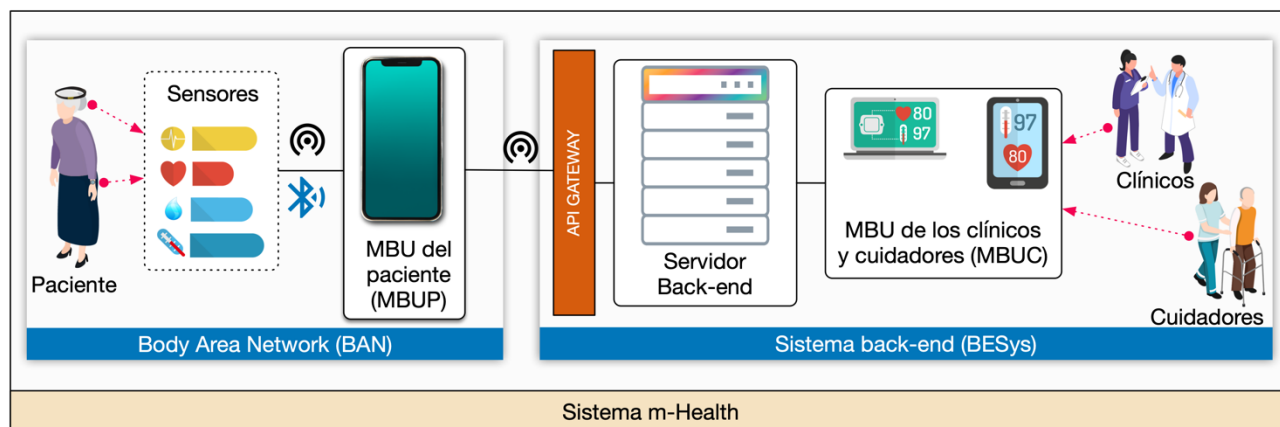 Sensores
Paciente
MBU del
paciente
(MBUP)
Body Area Network (BAN)
API GATEWAY
Servidor
Back-end
80
97
97
80
MBU de los clínicos
y cuidadores (MBUC)
Clínicos
Cuidadores
Sistema back-end (BESys)
Sistema m-Health